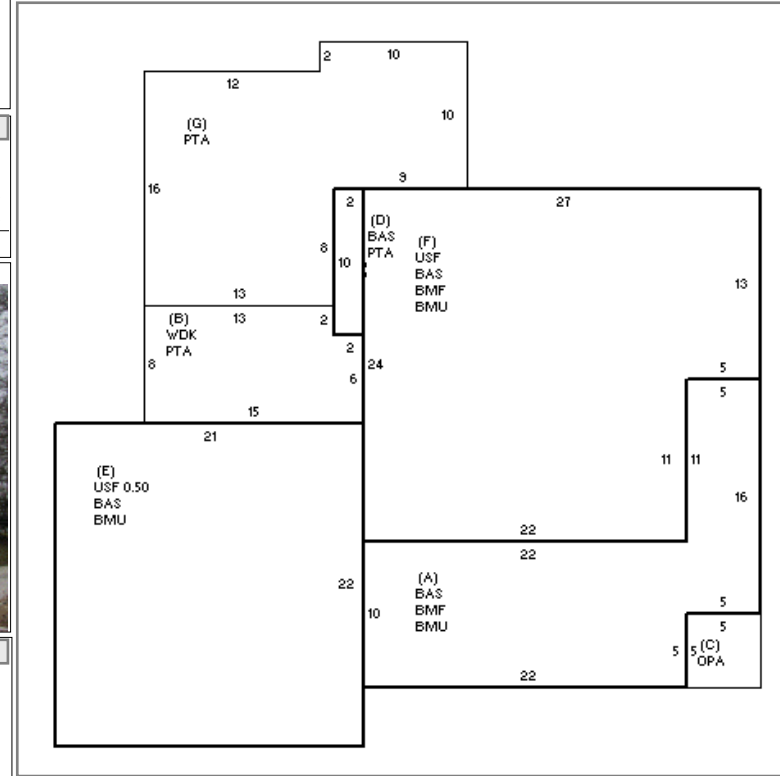 2
10
12
(G)
PTA
10
16
9
2
27
(D)
BAS
PTA
(F)
USF
BAS
BMF
BMU
8
10
13
13
(B)
WDK
PTA
13
2
2
8
6
24
5
5
15
21
(E)
USF 0.50
BAS
BMU
11
11
16
22
22
(A)
BAS
BMF
BMU
22
10
5
5
5
5
(C)
OPA
22